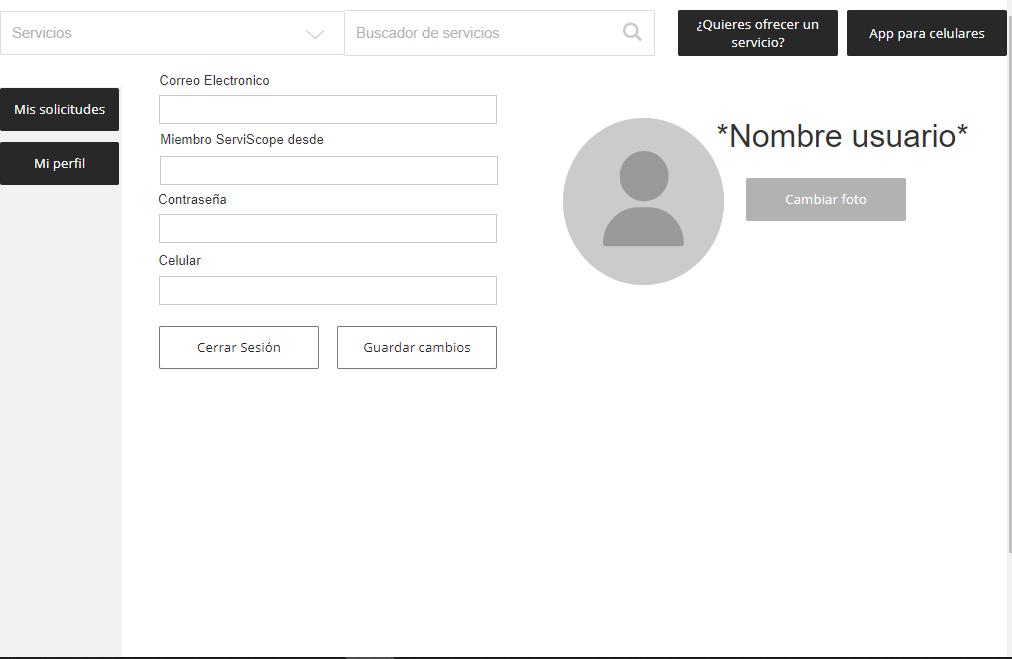 Servicios
Buscador de servicios
¿Quieres ofrecer un
servicio?
App para celulares
Mis solicitudes
Mi perfil
Correo Electronico
Miembro ServiScope desde
Contraseña
Celular
Cerrar Sesión
Guardar cambios
*Nombre usuario*
Cambiar foto